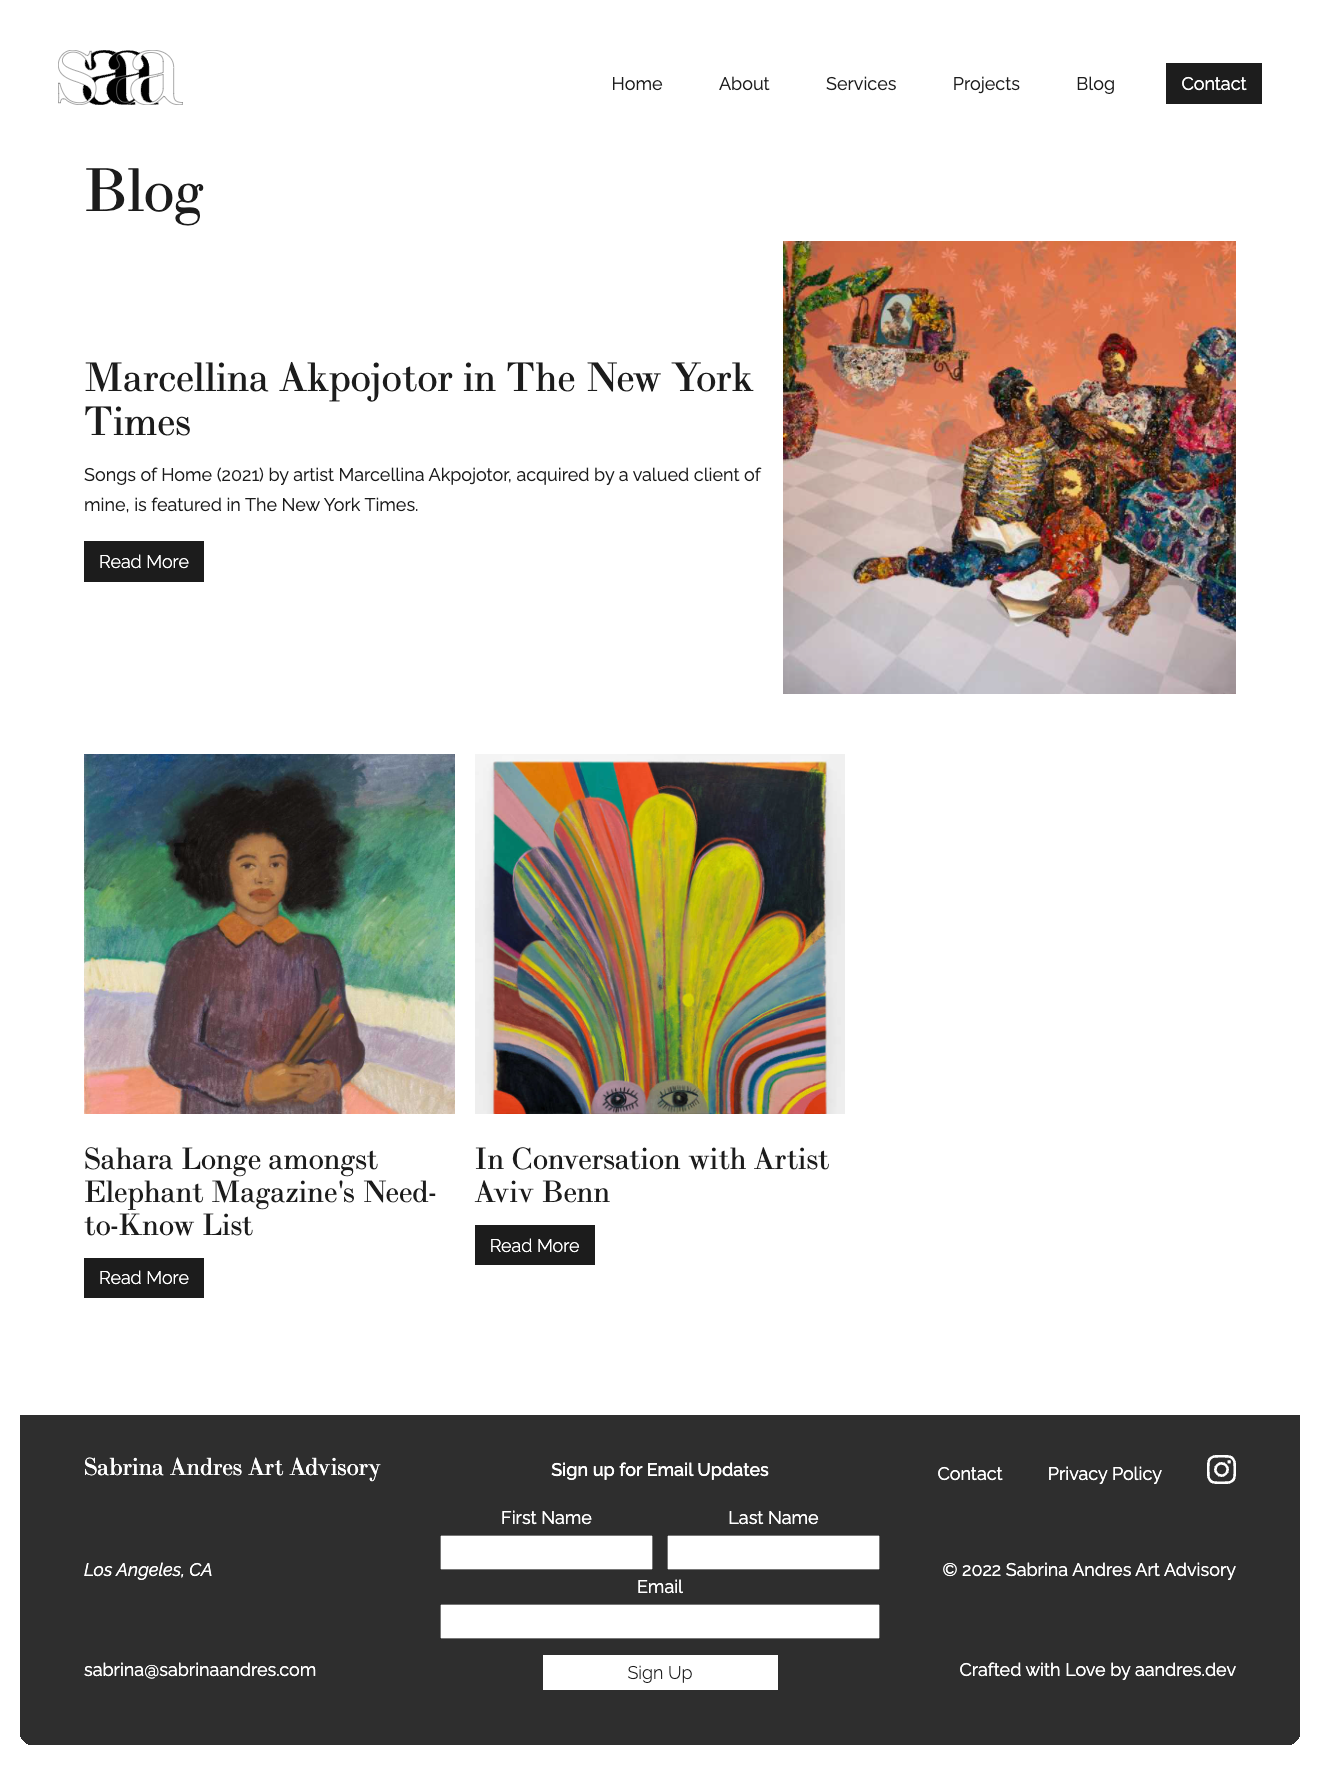 saa
Home About Services Projects Blog Contact
Blog
Marcellina Akpojotor in The New York
Times
Songs of Home (2021) by artist Marcellina Akpojotor, acquired by a valued client of
mine, is featured in The New York Times.
Read More
Sahara Longe amongst
Elephant Magazine's Need-
to-Know List
Read More
In Conversation with Artist
Aviv Benn
Read More
Sabrina Andres Art Advisory
Los Angeles, CA
sabrina@sabrinaandres.com
Sign up for Email Updates
First Name Last Name
Email
Sign Up
Contact Privacy Policy
© 2022 Sabrina Andres Art Advisory
Crafted with Love by aandres.dev